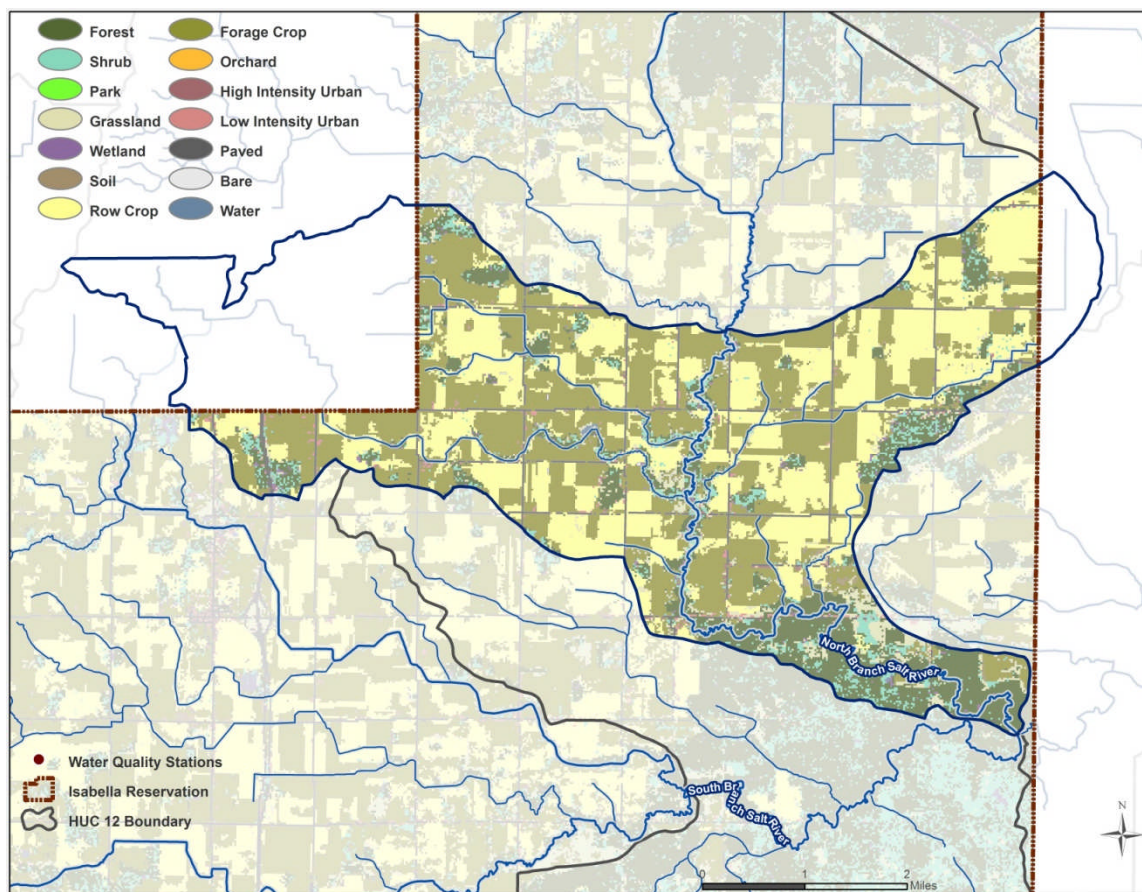 Forest
Shrub
Park
Grassland
Wetland
Soil
Row Crop
Forage Crop
Orchard
High Intensity Urban
Low Intensity Urban
Paved
Bare
Water
North Branch Salt River
South Branch Salt River
Water Quality Stations
Isabella Reservation
HUC 12 Boundary
N
0 1 2
Miles